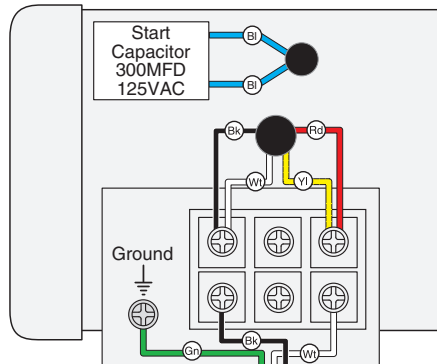 Start
Capacitor
300MFD
125VAC
Bl
Bl
Bk
Rd
Wt
Yl
Ground
Bk
Gn
Wt